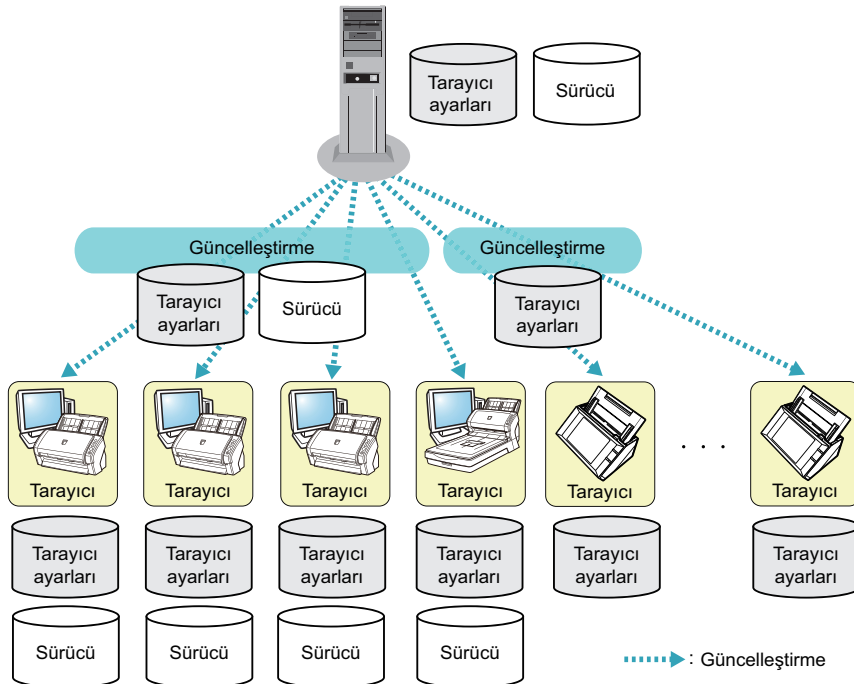 Tarayıcı
ayarları
Sürücü
Güncelleştirme
Güncelleştirme
Tarayıcı
ayarları
Sürücü
Tarayıcı
ayarları
Tarayıcı
Tarayıcı
Tarayıcı
Tarayıcı
Tarayıcı
. . .
Tarayıcı
Tarayıcı
ayarları
Tarayıcı
ayarları
Tarayıcı
ayarları
Tarayıcı
ayarları
Tarayıcı
ayarları
Tarayıcı
ayarları
Sürücü
Sürücü
Sürücü
Sürücü
: Güncelleştirme